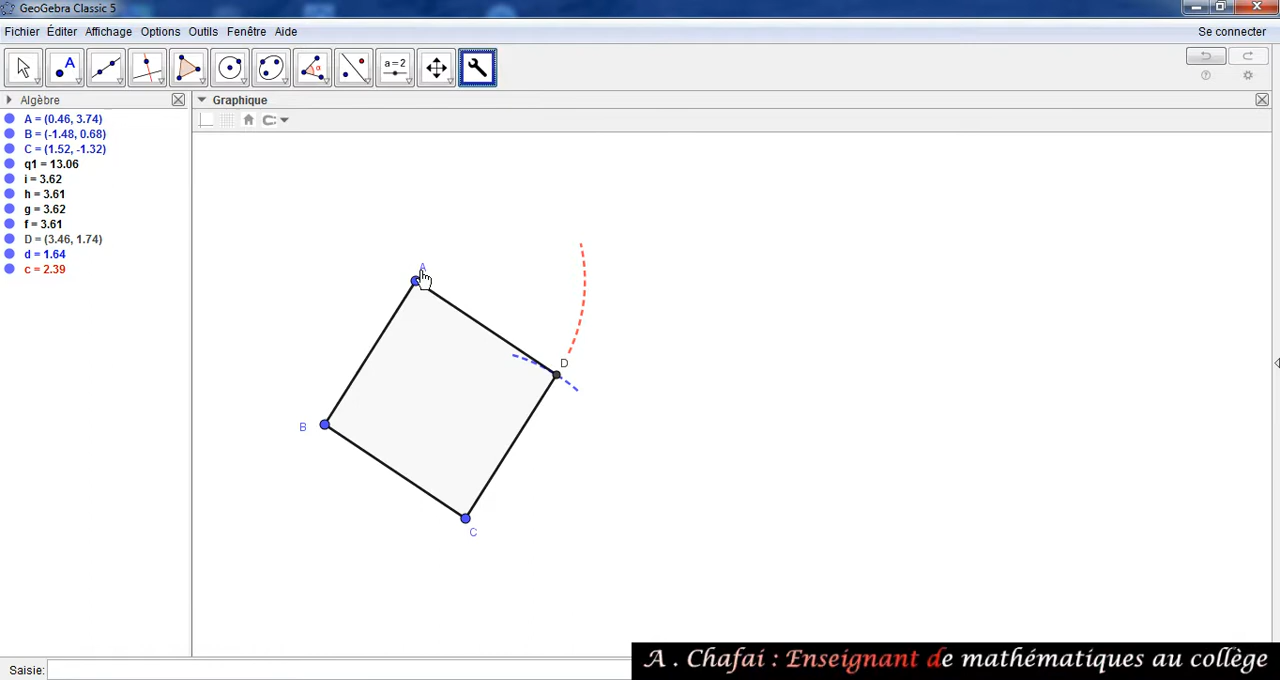 GeoGebra Classic 5
Fichier Éditer Affichage Options Outils Fenêtre Aide
Se connecter
A
a=2
Algèbre
Graphique
A = (0.46, 3.74)
B = (-1.48, 0.68)
C = (1.52, -1.32)
q1 = 13.06
i = 3.62
h = 3.61
g = 3.62
f = 3.61
D = (3.46, 1.74)
d = 1.64
c = 2.39
A
D
B
C
Saisie:
A . Chafai : Enseignant de mathématiques au collège